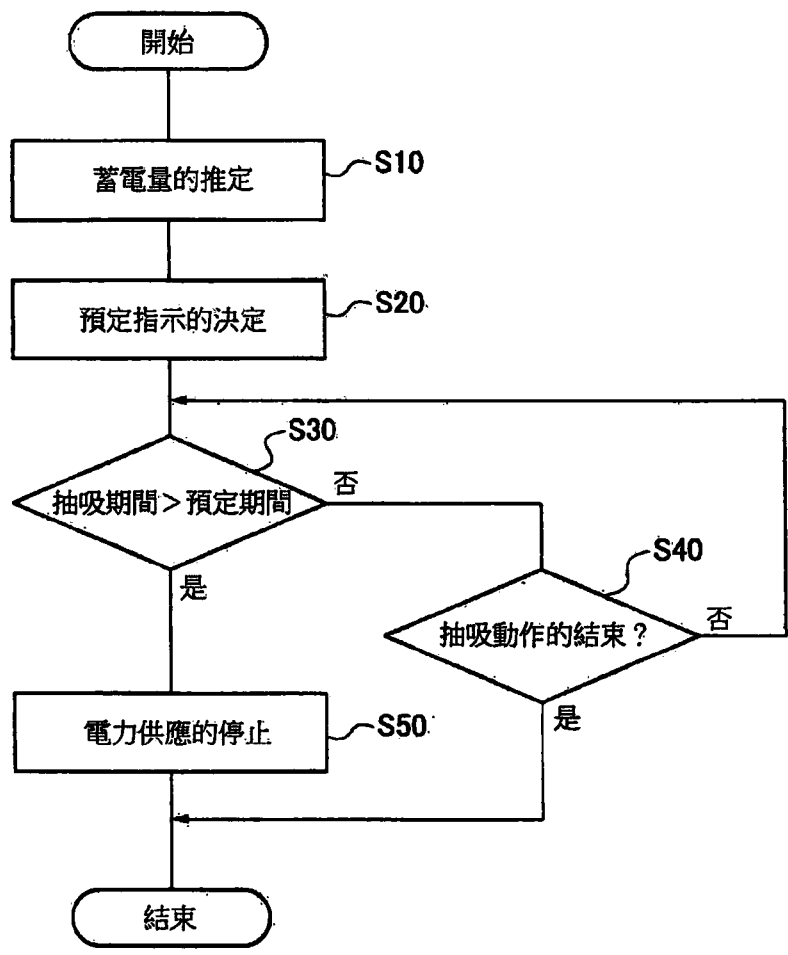 開始
蓄電量的推定
S10
預定指示的決定
S20
S30
抽吸期間＞預定期間
否
是
S40
抽吸動作的結束？
否
是
電力供應的停止
S50
結束